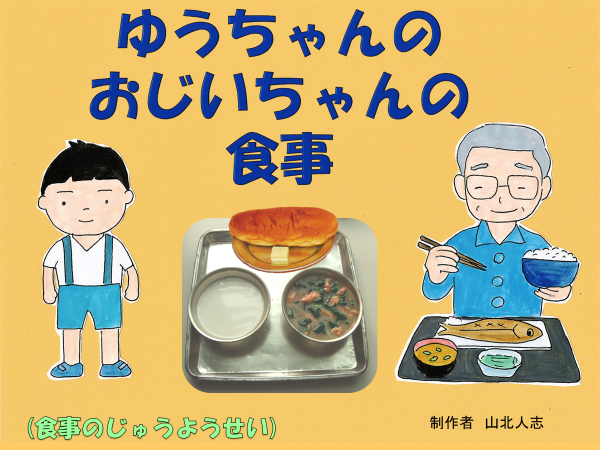 ゆうちゃんの
おじいちゃんの
食事
(食事のじゅうようせい)
制作者 山北人志